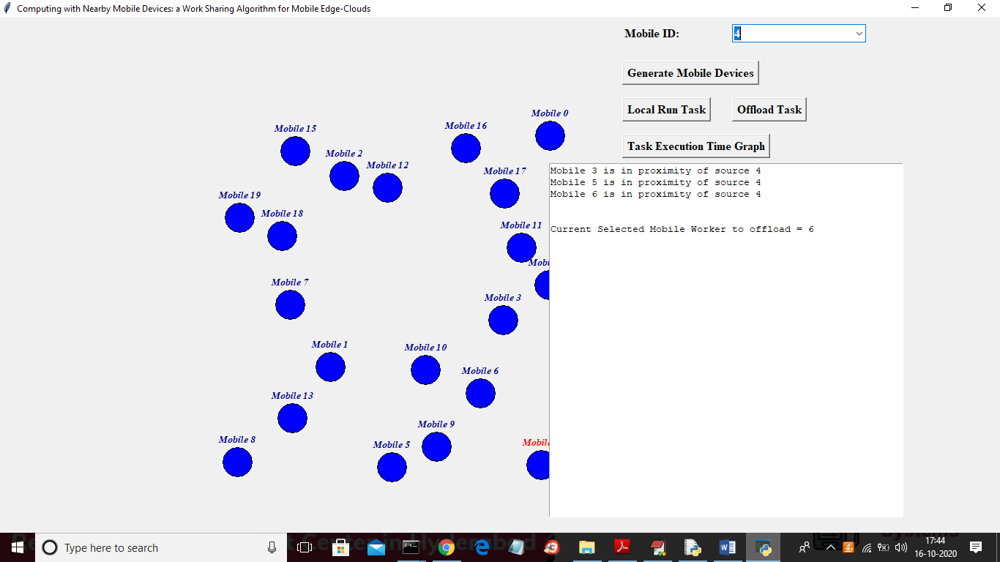 Computing with Nearby Mobile Devices: a Work Sharing Algorithm for Mobile Edge-Clouds
Mobile ID:
4
Generate Mobile Devices
Local Run Task
Offload Task
Task Execution Time Graph
Mobile 0
Mobile 16
Mobile 15
Mobile 2
Mobile 12
Mobile 17
Mobile 19
Mobile 18
Mobile 11
Mobile 7
Mobile 3
Mobile 1
Mobile 10
Mobile 6
Mobile 13
Mobile 9
Mobile 8
Mobile 5
Mobile 3 is in proximity of source 4
Mobile 5 is in proximity of source 4
Mobile 6 is in proximity of source 4
Current Selected Mobile Worker to offload = 6
Type here to search
17:44
16-10-2020